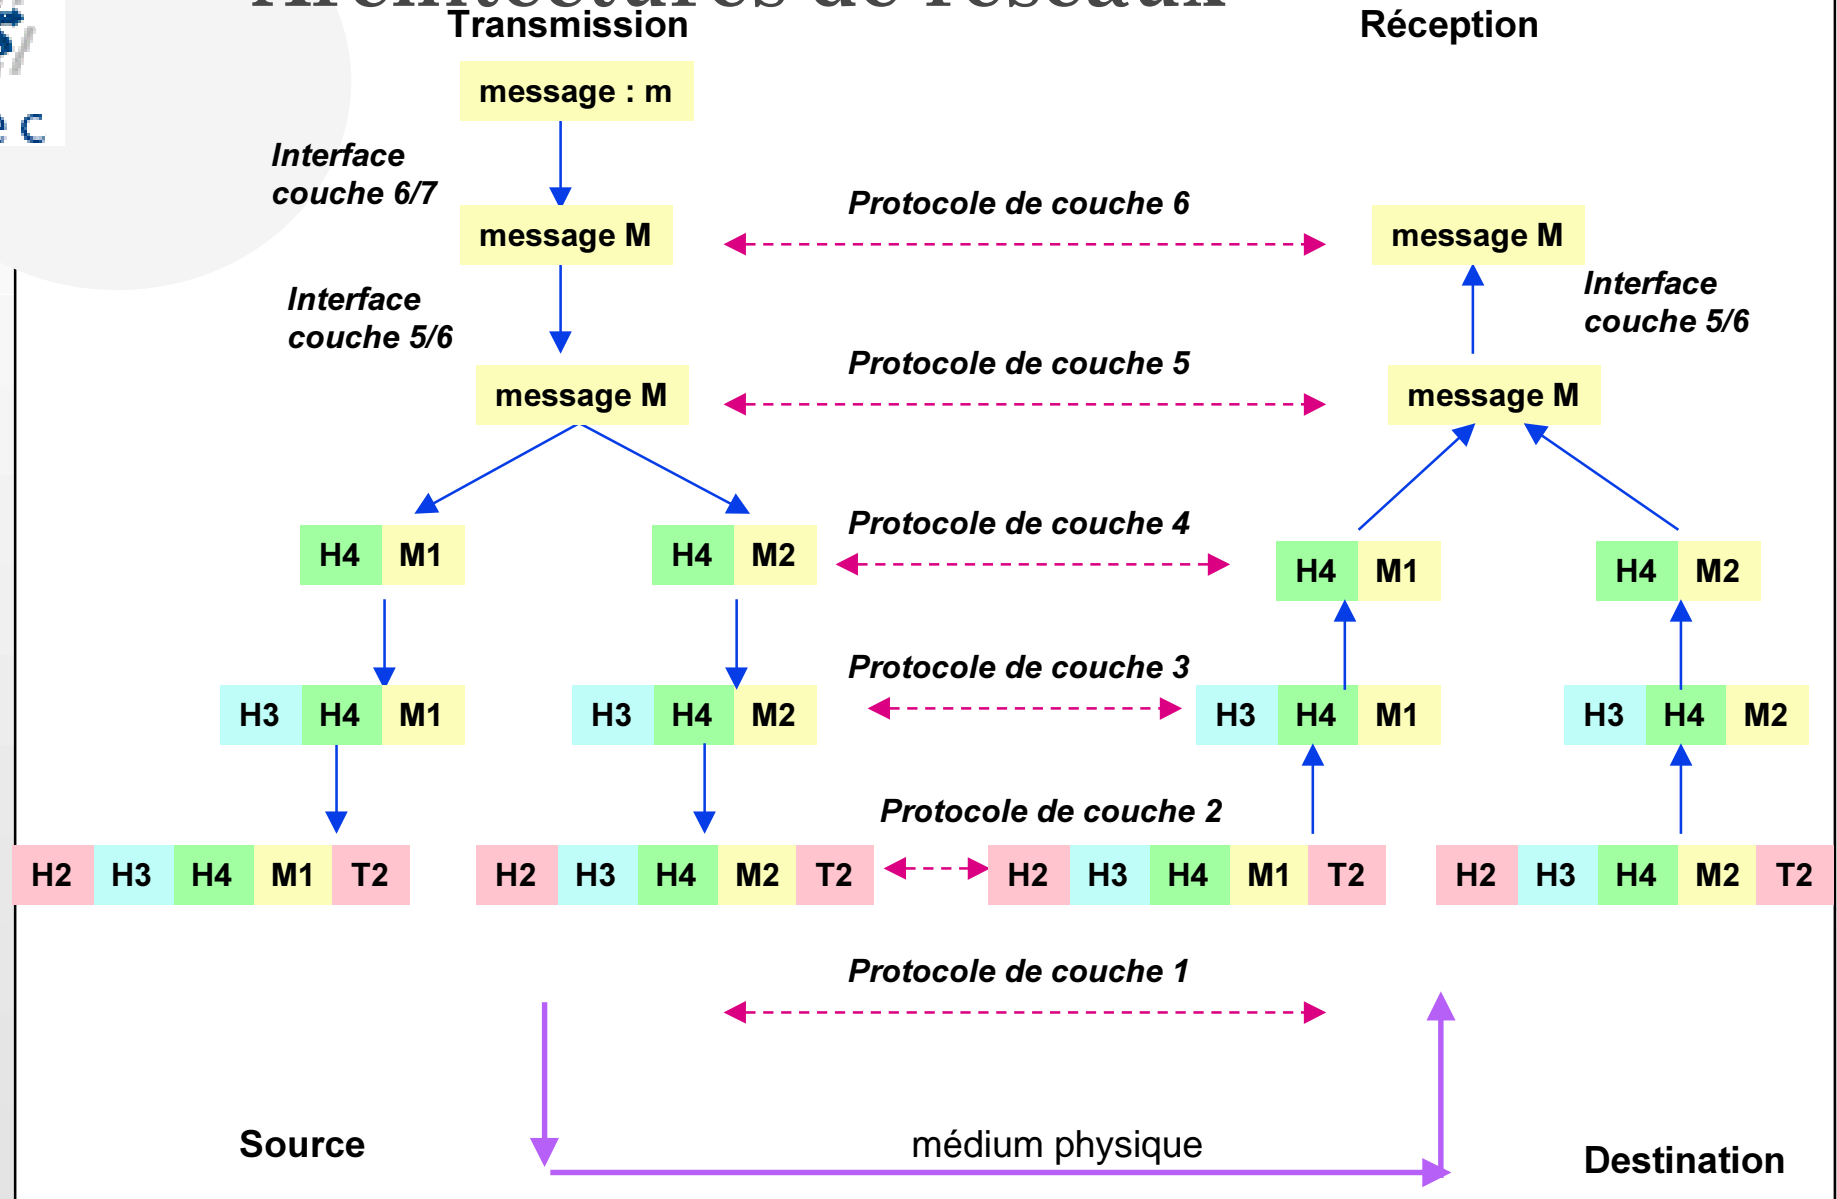 Architectures de réseaux
Transmission
Réception
message : m
Interface
couche 6/7
message M
Protocole de couche 6
message M
Interface
couche 5/6
Interface
couche 5/6
message M
Protocole de couche 5
message M
H4 M1
H4 M2
Protocole de couche 4
H4 M1
H4 M2
H3 H4 M1
H3 H4 M2
Protocole de couche 3
H3 H4 M1
H3 H4 M2
Protocole de couche 2
H2 H3 H4 M1 T2
H2 H3 H4 M2 T2
H2 H3 H4 M1 T2
H2 H3 H4 M2 T2
Protocole de couche 1
Source
médium physique
Destination